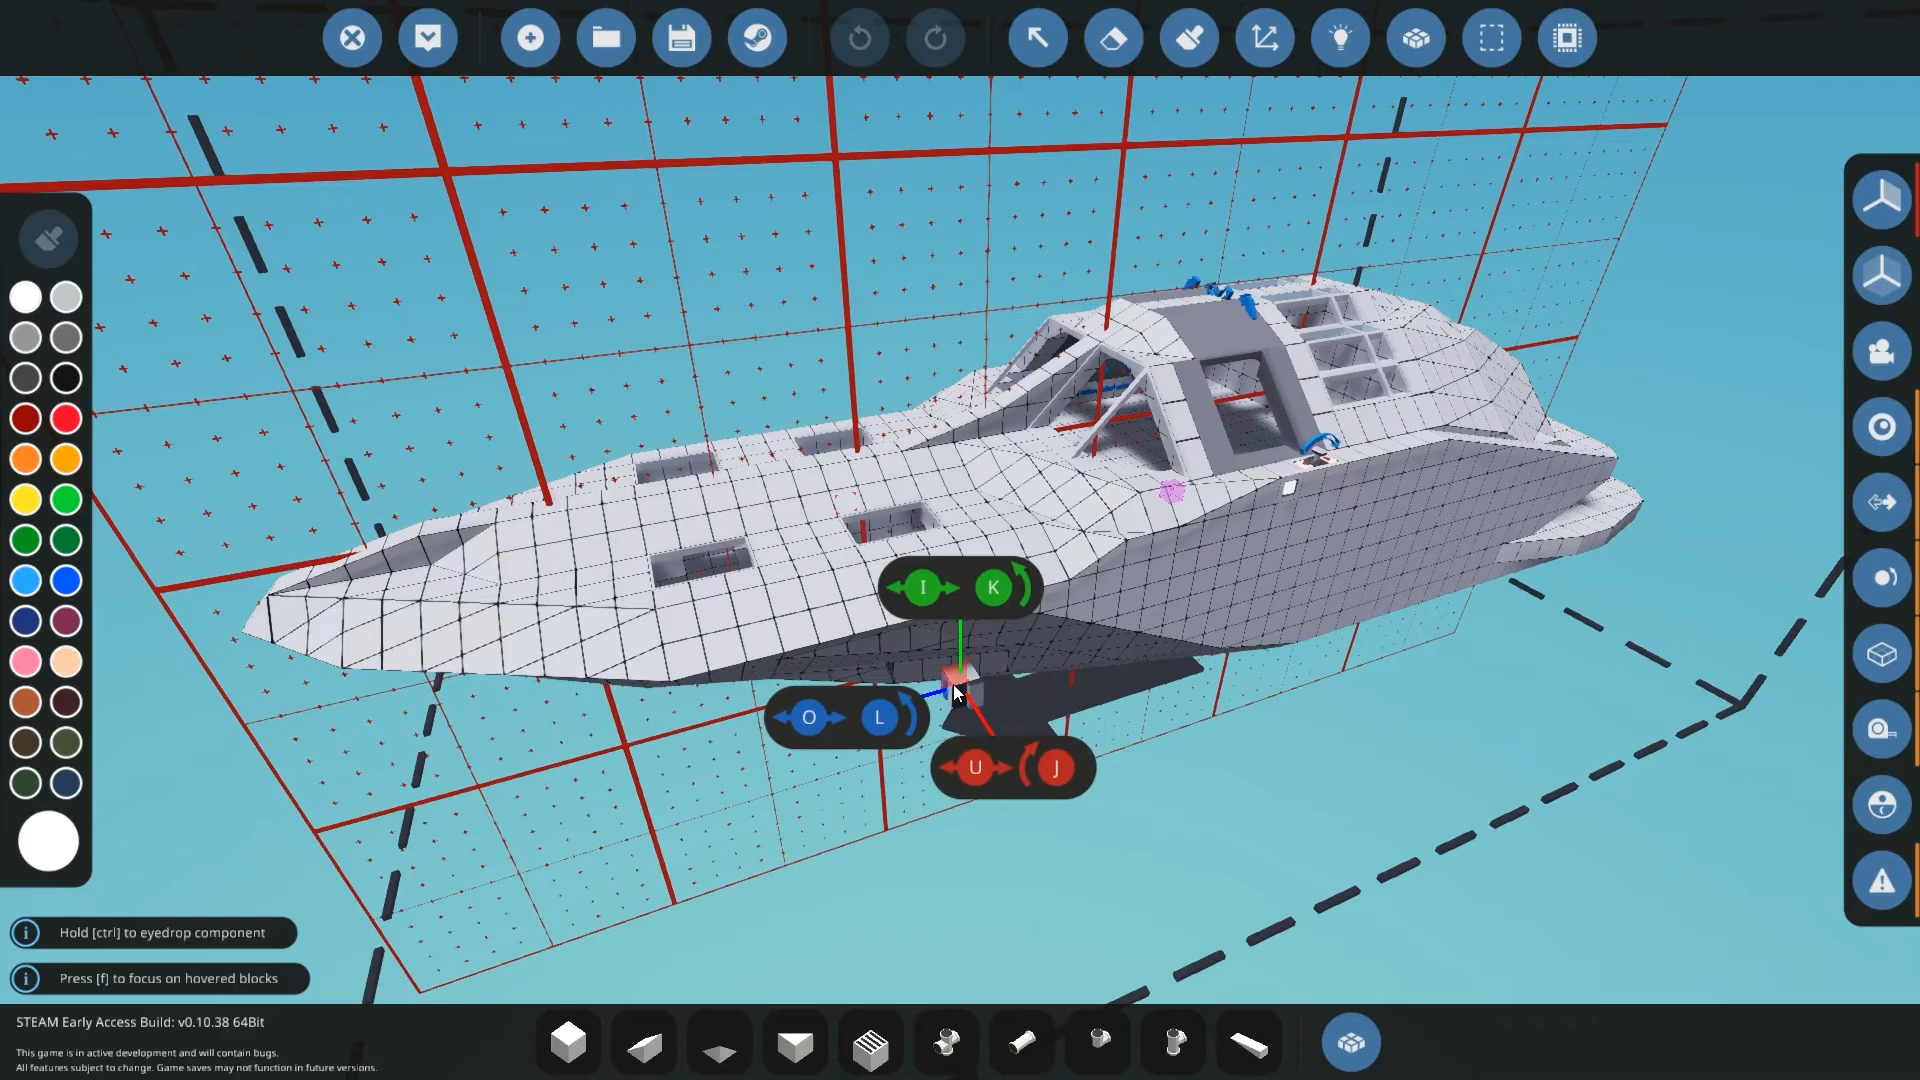 I K
O L
U J
Hold [ctrl] to eyedrop component
Press [f] to focus on hovered blocks
STEAM Early Access Build: v0.10.38 64Bit
This game is in active development and will contain bugs.
All features subject to change. Game saves may not function in future versions.